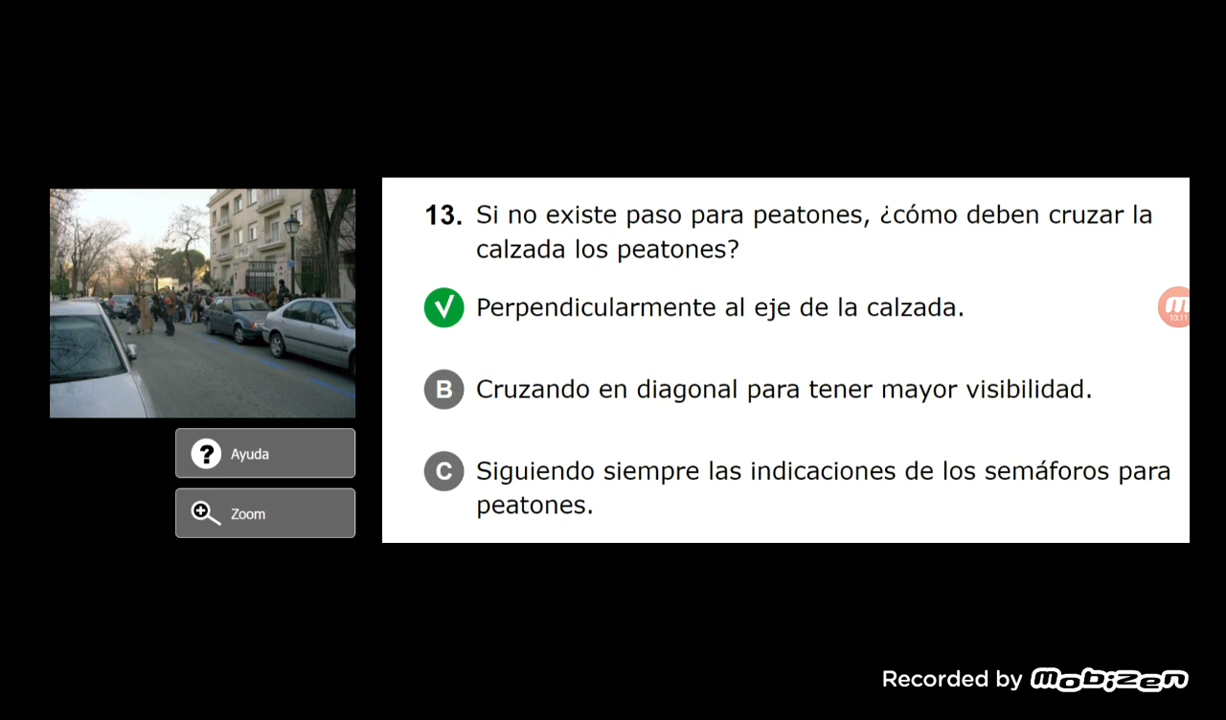 13. Si no existe paso para peatones, ¿cómo deben cruzar la
calzada los peatones?
Perpendicularmente al eje de la calzada.
B Cruzando en diagonal para tener mayor visibilidad.
C Siguiendo siempre las indicaciones de los semáforos para
peatones.
? Ayuda
Zoom
m
10:11
Recorded by mobizen